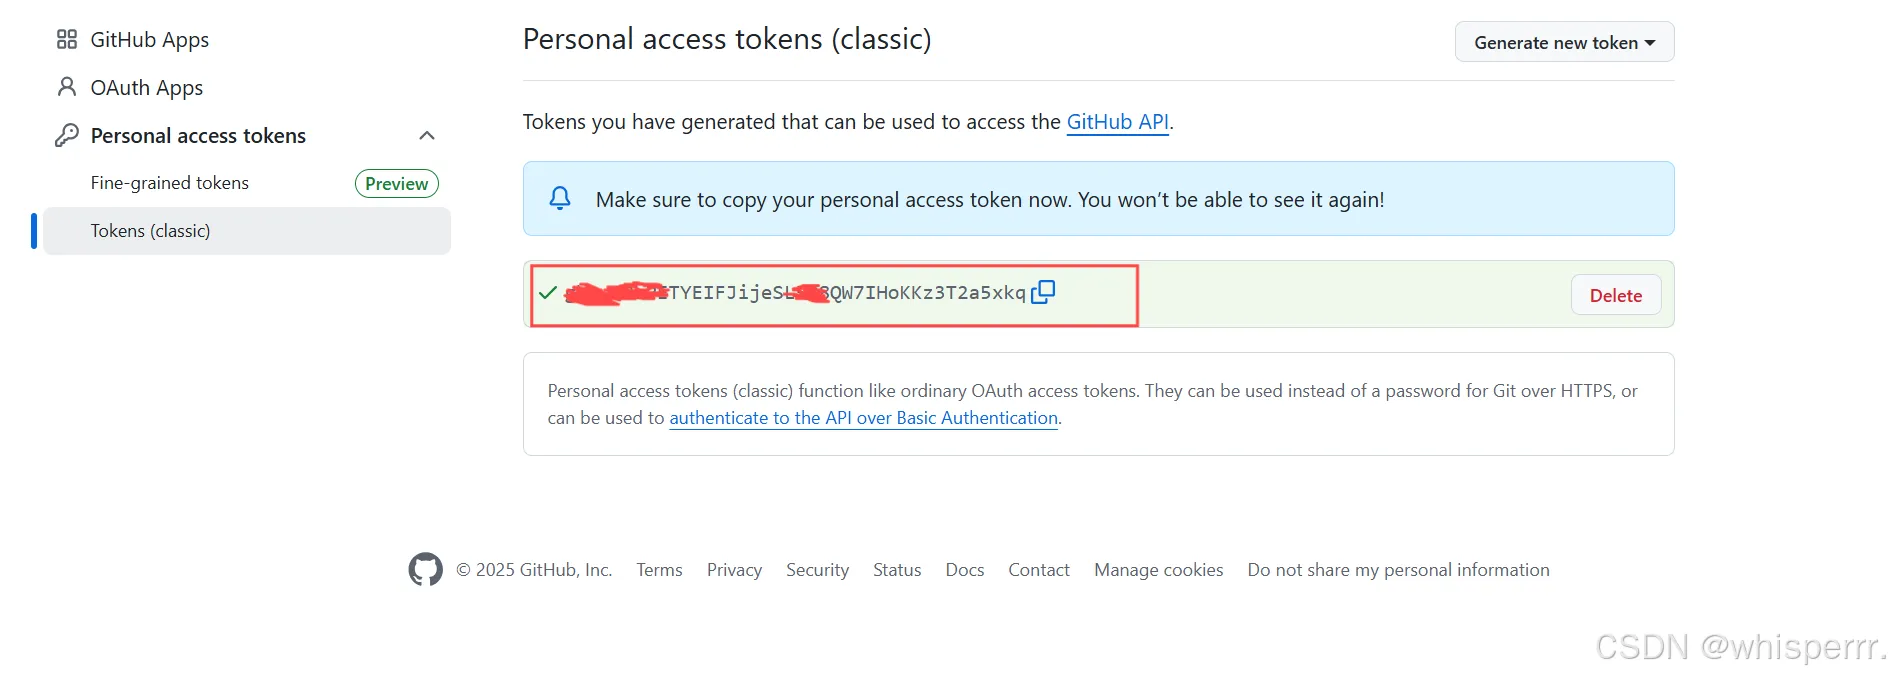 GitHub Apps
OAuth Apps
Personal access tokens
Fine-grained tokens
Preview
Tokens (classic)
Personal access tokens (classic)
Generate new token
Tokens you have generated that can be used to access the GitHub API.
Make sure to copy your personal access token now. You won’t be able to see it again!
Delete
Personal access tokens (classic) function like ordinary OAuth access tokens. They can be used instead of a password for Git over HTTPS, or
can be used to authenticate to the API over Basic Authentication.
© 2025 GitHub, Inc. Terms Privacy Security Status Docs Contact Manage cookies Do not share my personal information
CSDN @whisperrr.